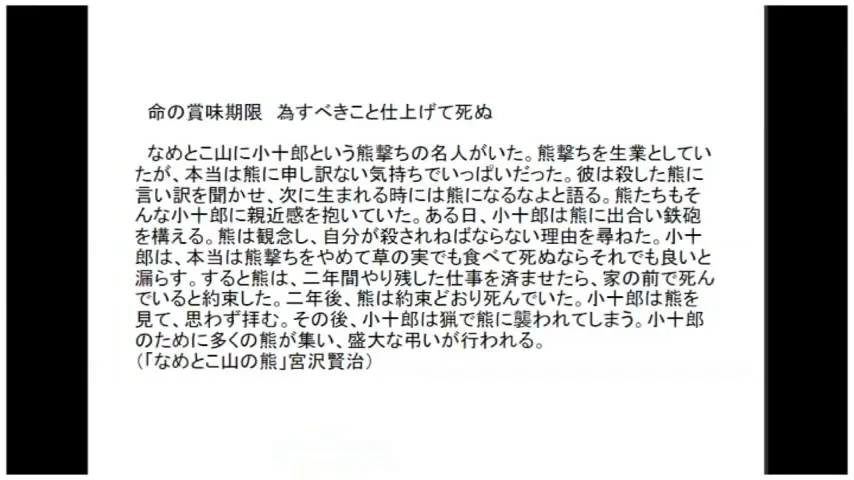 命の賞味期限　為すべきこと仕上げて死ぬ
なめとこ山に小十郎という熊撃ちの名人がいた。熊撃ちを生業としてい
たが、本当は熊に申し訳ない気持ちでいっぱいだった。彼は殺した熊に
言い訳を聞かせ、次に生まれる時には熊になるなよと語る。熊たちもそ
んな小十郎に親近感を抱いていた。ある日、小十郎は熊に出合い鉄砲
を構える。熊は観念し、自分が殺されねばならない理由を尋ねた。小十
郎は、本当は熊撃ちをやめて草の実でも食べて死ぬならそれでも良いと
漏らす。すると熊は、二年間やり残した仕事を済ませたら、家の前で死ん
でいると約束した。二年後、熊は約束どおり死んでいた。小十郎は熊を
見て、思わず拝む。その後、小十郎は猟で熊に襲われてしまう。小十郎
のために多くの熊が集い、盛大な弔いが行われる。
（「なめとこ山の熊」宮沢賢治）